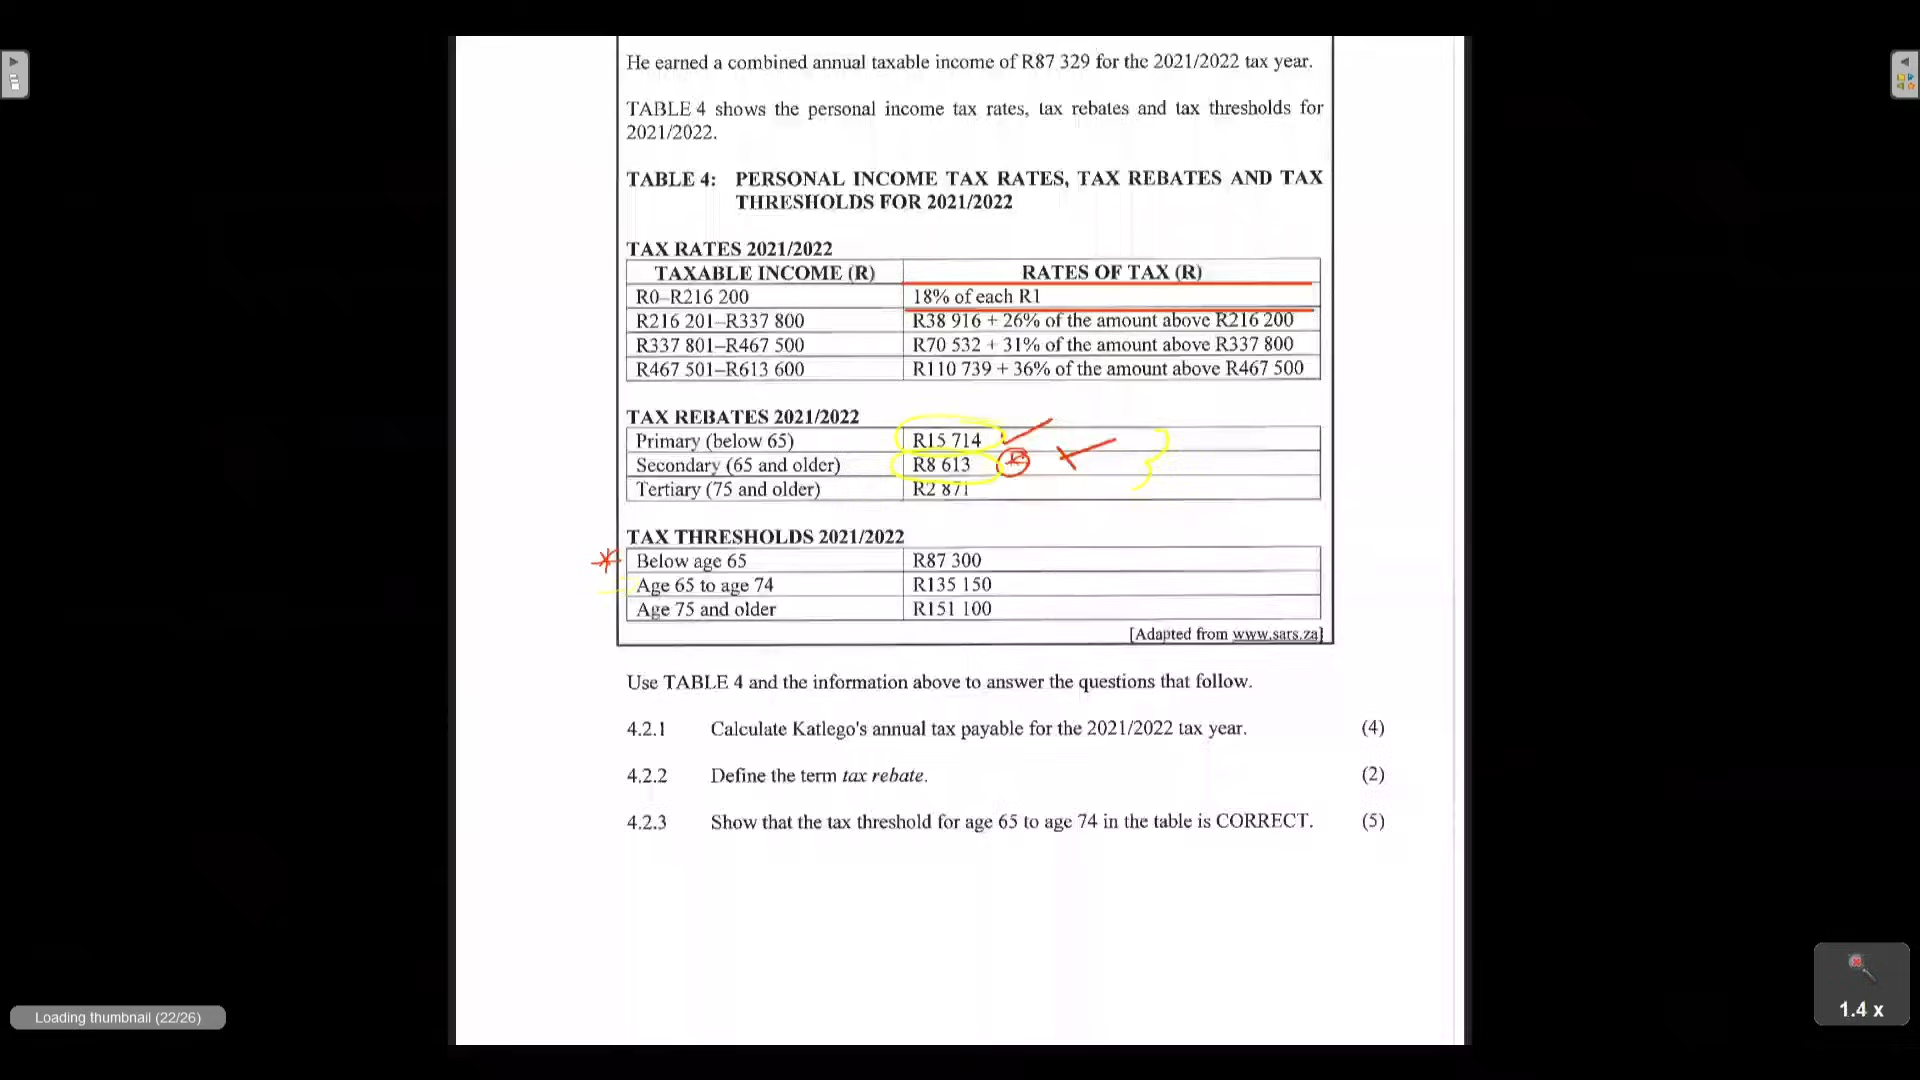 He earned a combined annual taxable income of R87 329 for the 2021/2022 tax year.
TABLE 4 shows the personal income tax rates, tax rebates and tax thresholds for
2021/2022.
TABLE 4: PERSONAL INCOME TAX RATES, TAX REBATES AND TAX
THRESHOLDS FOR 2021/2022
TAX RATES 2021/2022
TAXABLE INCOME (R) RATES OF TAX (R)
R0–R216 200 18% of each R1
R216 201–R337 800 R38 916 + 26% of the amount above R216 200
R337 801–R467 500 R70 532 + 31% of the amount above R337 800
R467 501–R613 600 R110 739 + 36% of the amount above R467 500
TAX REBATES 2021/2022
Primary (below 65) R15 714
Secondary (65 and older) R8 613
Tertiary (75 and older) R2 871
TAX THRESHOLDS 2021/2022
Below age 65 R87 300
Age 65 to age 74 R135 150
Age 75 and older R151 100
[Adapted from www.sars.za]
Use TABLE 4 and the information above to answer the questions that follow.
4.2.1 Calculate Katlego's annual tax payable for the 2021/2022 tax year. (4)
4.2.2 Define the term tax rebate. (2)
4.2.3 Show that the tax threshold for age 65 to age 74 in the table is CORRECT. (5)
Loading thumbnail (22/26)
1.4 x